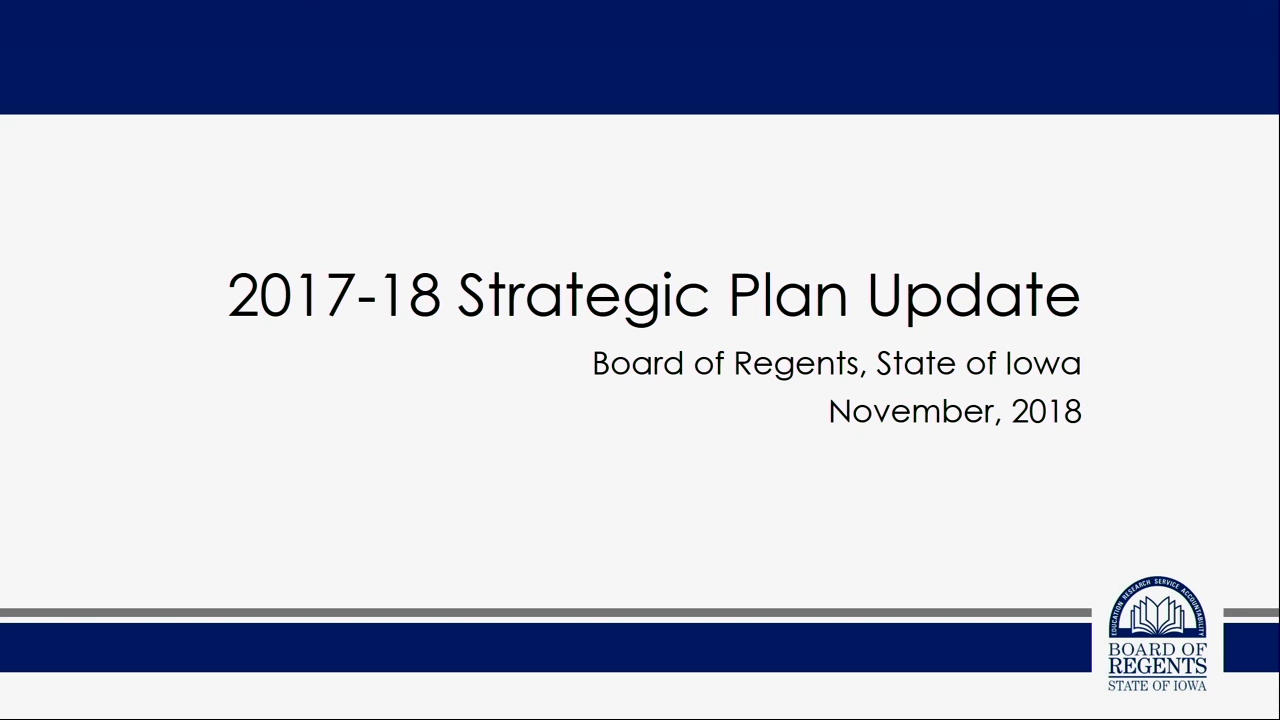 2017-18 Strategic Plan Update
Board of Regents, State of Iowa
November, 2018
EDUCATION RESEARCH SERVICE ACCOUNTABILITY
BOARD OF
REGENTS
STATE OF IOWA